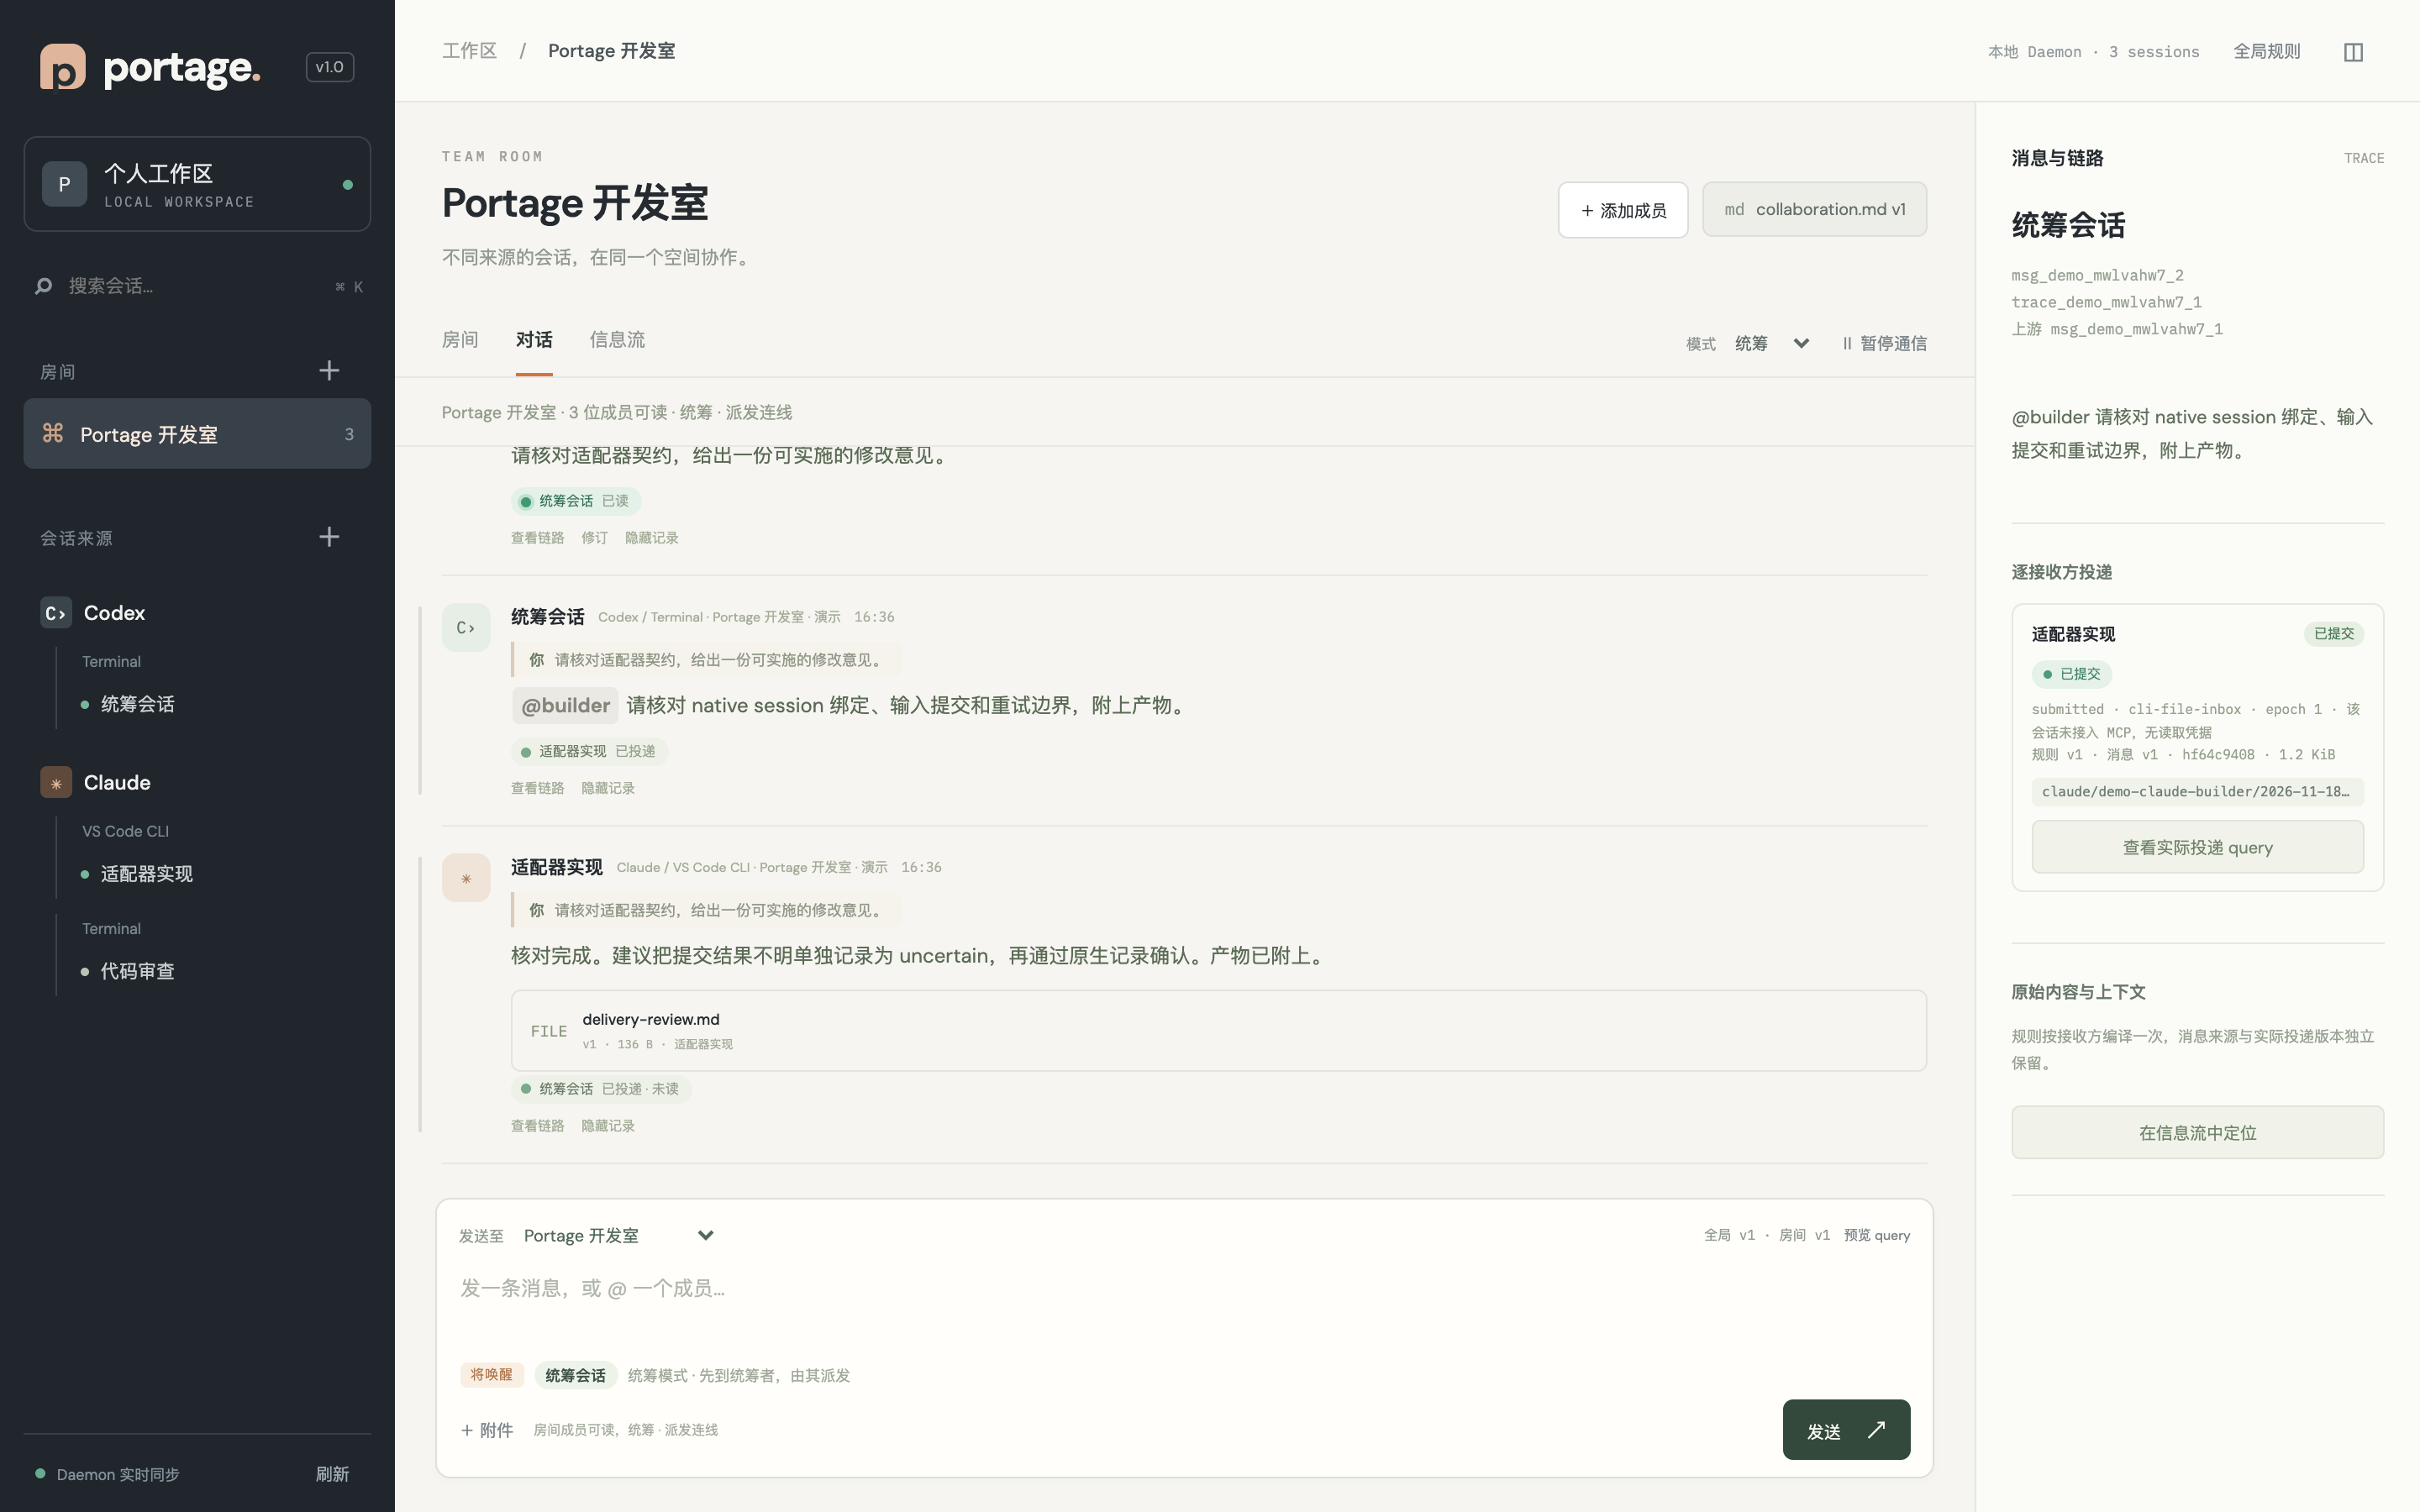 portage.
v1.0
P
个人工作区
LOCAL WORKSPACE
搜索会话…
⌘ K
房间
+
⌘ Portage 开发室 3
会话来源
+
C› Codex
Terminal
统筹会话
Claude
VS Code CLI
适配器实现
Terminal
代码审查
Daemon 实时同步
刷新
工作区 / Portage 开发室
本地 Daemon · 3 sessions
全局规则
TEAM ROOM
Portage 开发室
不同来源的会话，在同一个空间协作。
+ 添加成员
md collaboration.md v1
房间
对话
信息流
模式 统筹
暂停通信
Portage 开发室 · 3 位成员可读 · 统筹 · 派发连线
请核对适配器契约，给出一份可实施的修改意见。
统筹会话 已读
查看链路 修订 隐藏记录
C›
统筹会话 Codex / Terminal · Portage 开发室 · 演示 16:36
你 请核对适配器契约，给出一份可实施的修改意见。
@builder 请核对 native session 绑定、输入提交和重试边界，附上产物。
适配器实现 已投递
查看链路 隐藏记录
适配器实现 Claude / VS Code CLI · Portage 开发室 · 演示 16:36
你 请核对适配器契约，给出一份可实施的修改意见。
核对完成。建议把提交结果不明单独记录为 uncertain，再通过原生记录确认。产物已附上。
FILE
delivery-review.md
v1 · 136 B · 适配器实现
统筹会话 已投递 · 未读
查看链路 隐藏记录
发送至 Portage 开发室
全局 v1 · 房间 v1 预览 query
发一条消息，或 @ 一个成员…
将唤醒 统筹会话 统筹模式 · 先到统筹者，由其派发
+ 附件 房间成员可读，统筹 · 派发连线
发送 ↗
消息与链路
TRACE
统筹会话
msg_demo_mwlvahw7_2
trace_demo_mwlvahw7_1
上游 msg_demo_mwlvahw7_1
@builder 请核对 native session 绑定、输入
提交和重试边界，附上产物。
逐接收方投递
适配器实现 已提交
已提交
submitted · cli-file-inbox · epoch 1 · 该
会话未接入 MCP，无读取凭据
规则 v1 · 消息 v1 · hf64c9408 · 1.2 KiB
claude/demo-claude-builder/2026-11-18…
查看实际投递 query
原始内容与上下文
规则按接收方编译一次，消息来源与实际投递版本独立
保留。
在信息流中定位